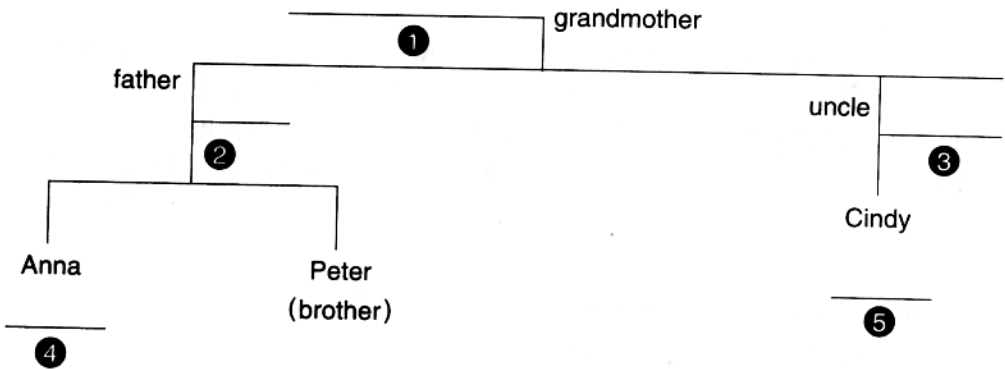 grandmother
1
father
uncle
2
3
Cindy
Anna
Peter
(brother)
5
4